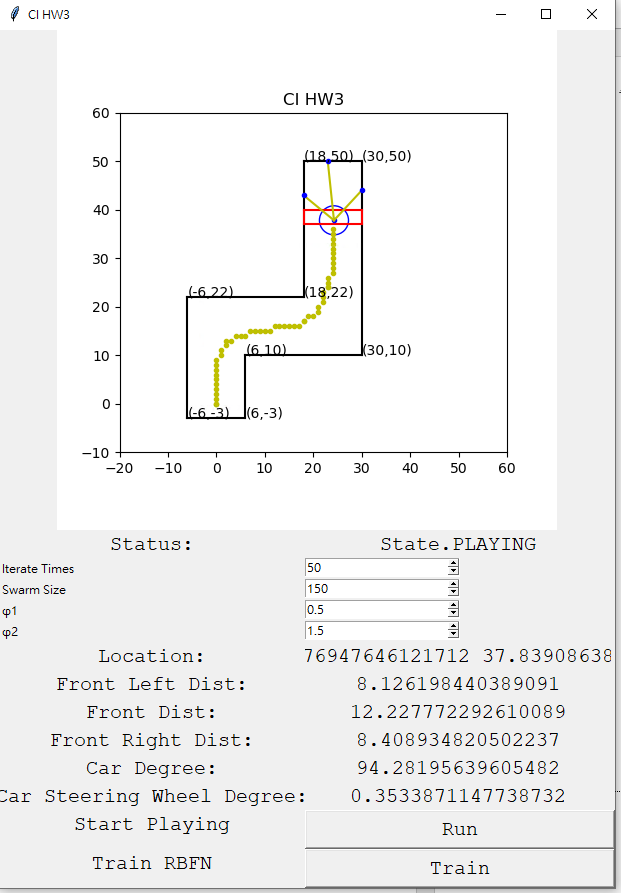 CI HW3
CI HW3
60
50
40
30
20
10
0
−10
(18,50) (30,50)
(-6,22) (18,22)
(6,10) (30,10)
(-6,-3) (6,-3)
−20 −10 0 10 20 30 40 50 60
Status: State.PLAYING
Iterate Times 50
Swarm Size 150
φ1 0.5
φ2 1.5
Location: 76947646121712 37.83908638
Front Left Dist: 8.126198440389091
Front Dist: 12.227772292610089
Front Right Dist: 8.408934820502237
Car Degree: 94.28195639605482
Car Steering Wheel Degree: 0.3533871147738732
Start Playing Run
Train RBFN Train